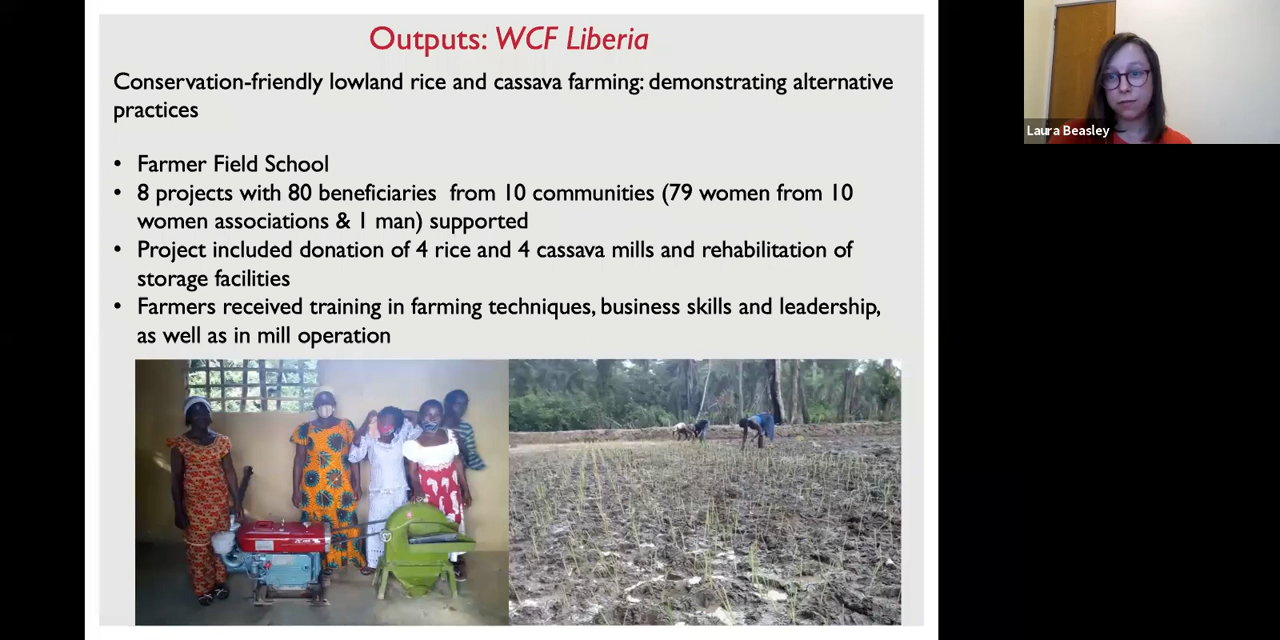 Outputs: WCF Liberia
Conservation-friendly lowland rice and cassava farming: demonstrating alternative
practices
• Farmer Field School
• 8 projects with 80 beneficiaries from 10 communities (79 women from 10
women associations & 1 man) supported
• Project included donation of 4 rice and 4 cassava mills and rehabilitation of
storage facilities
• Farmers received training in farming techniques, business skills and leadership,
as well as in mill operation
Laura Beasley